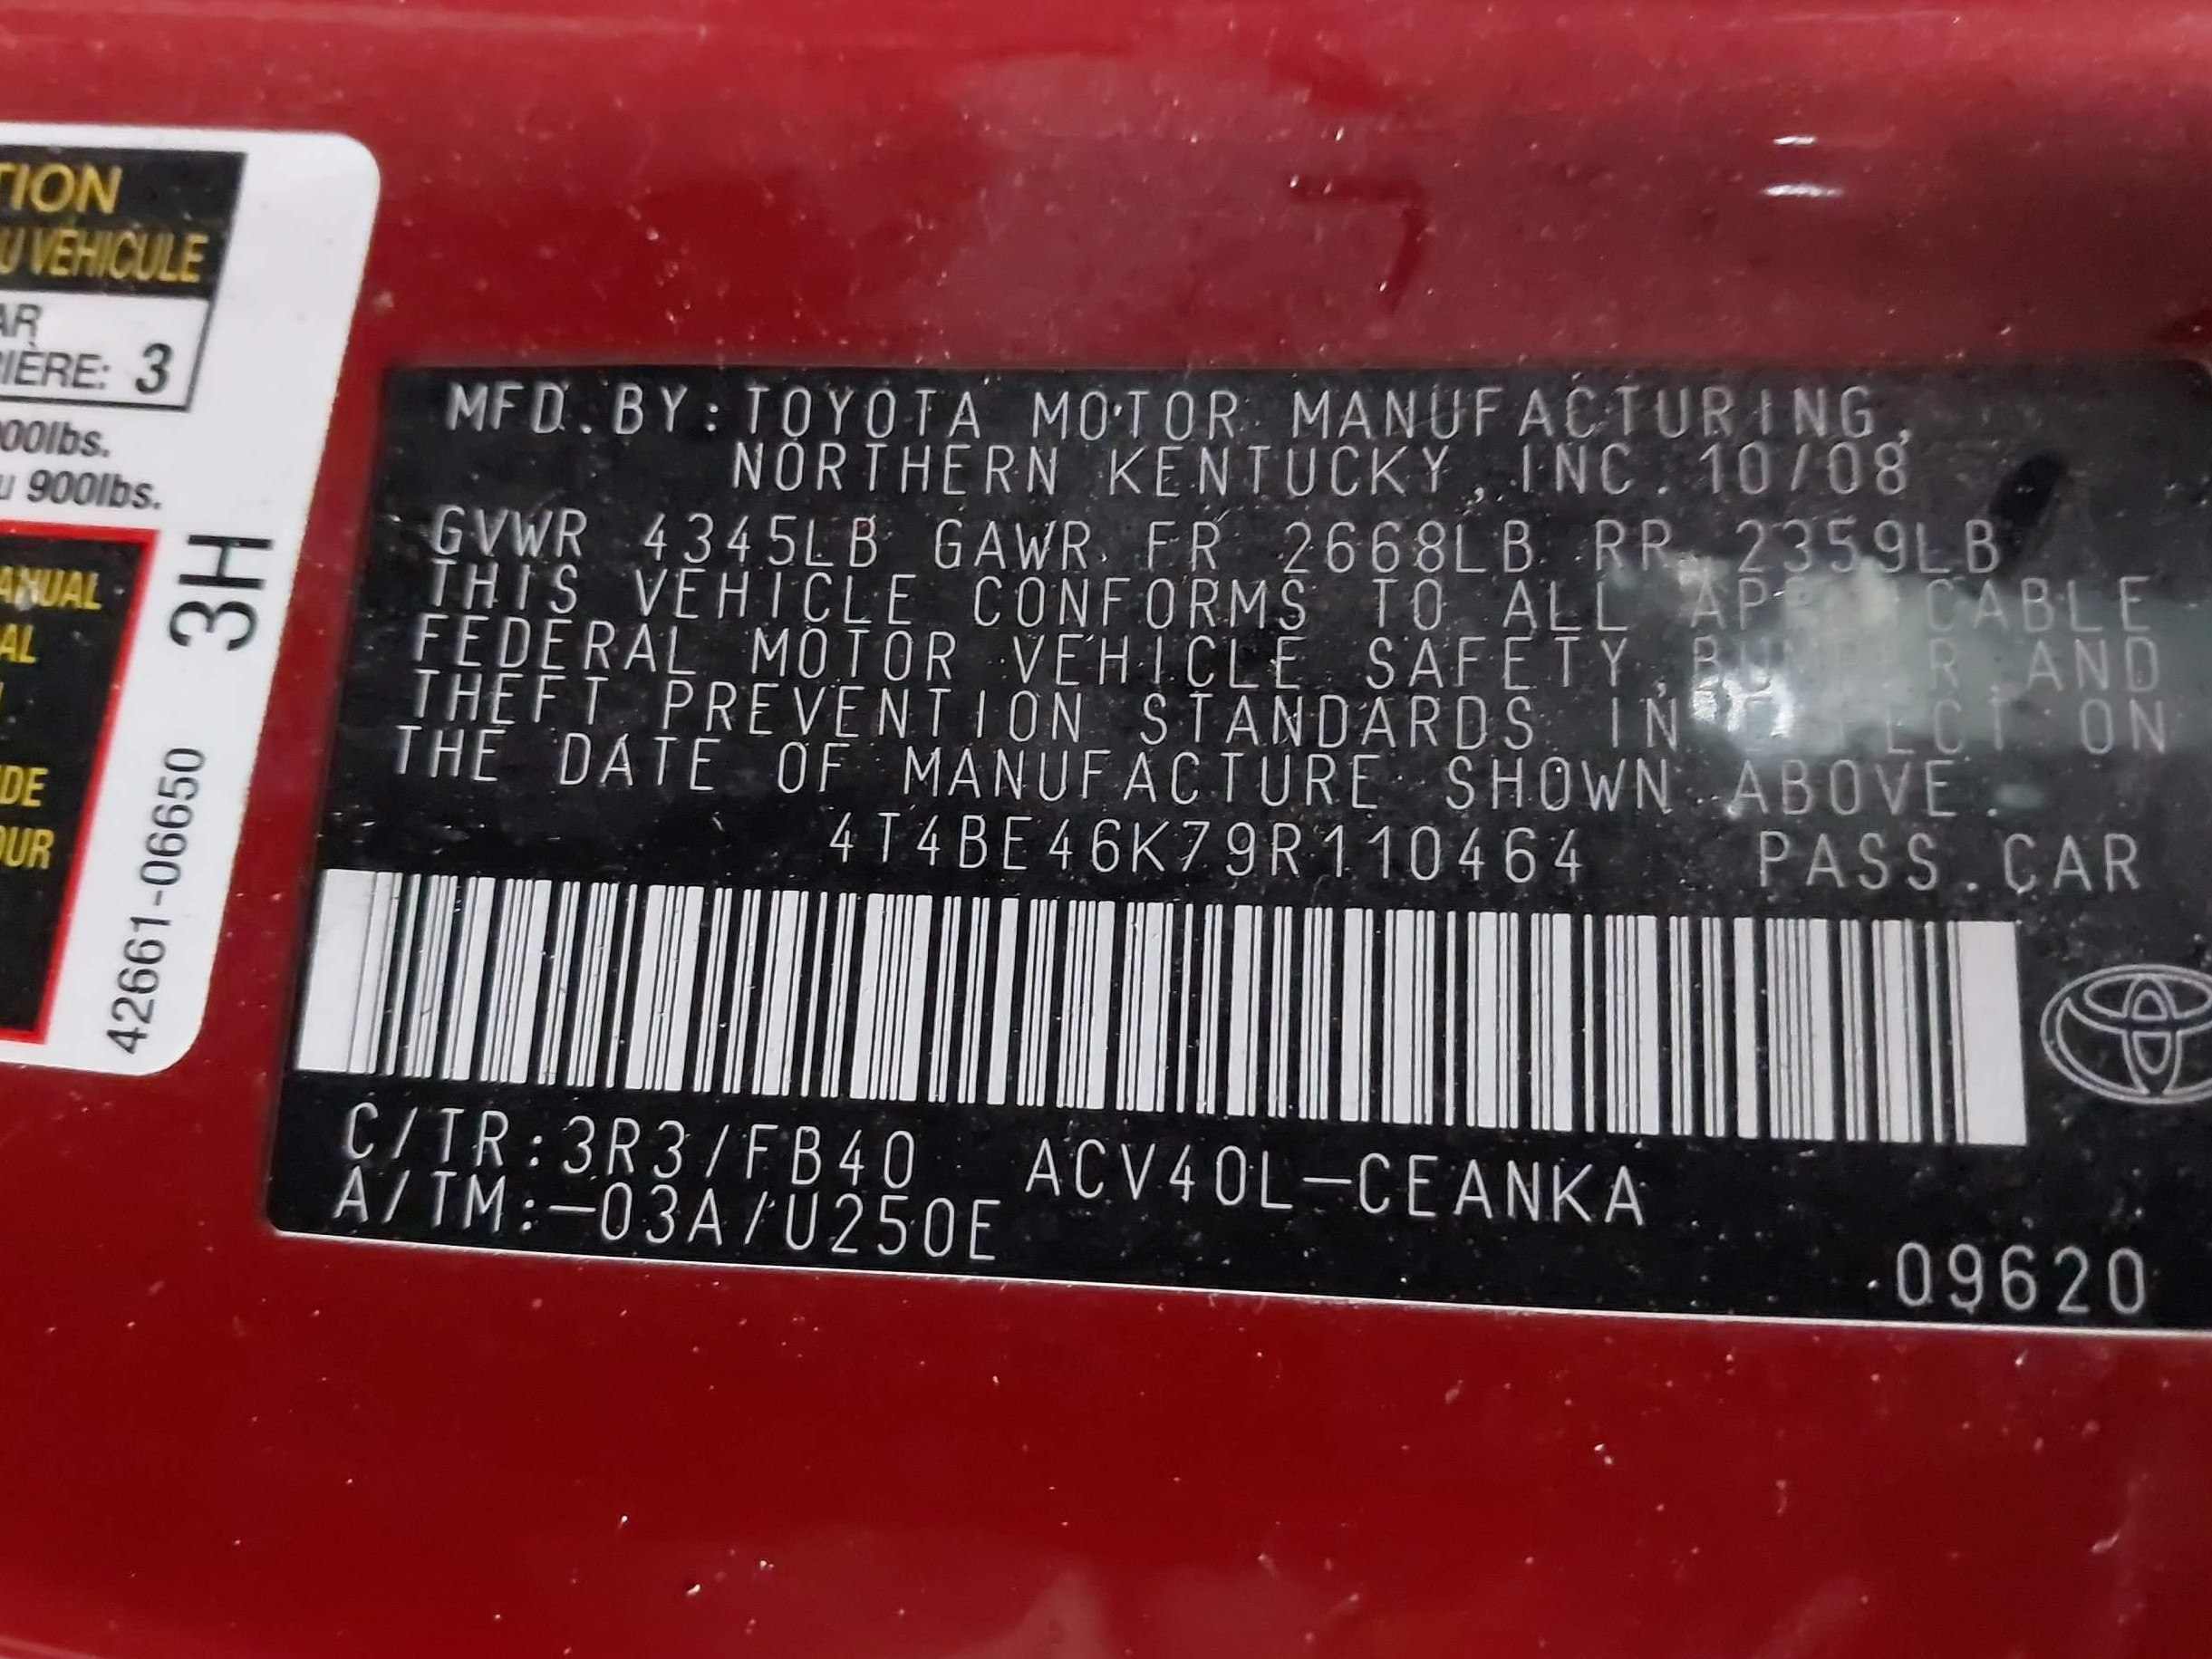 TION
U VÉHICULE
AR
IÈRE: 3
00lbs.
u 900lbs.
ANUAL
AL
DE
OUR
3H
42661-06650
MFD. BY: TOYOTA MOTOR MANUFACTURING,
NORTHERN KENTUCKY, INC. 10/08
GVWR 4345LB GAWR FR 2668LB RR 2359LB
THIS VEHICLE CONFORMS TO ALL APPLICABLE
FEDERAL MOTOR VEHICLE SAFETY, BUMPER AND
THEFT PREVENTION STANDARDS IN EFFECT ON
THE DATE OF MANUFACTURE SHOWN ABOVE.
4T4BE46K79R110464 PASS. CAR
C/TR: 3R3/FB40 ACV40L-CEANKA
A/TM: -03A/U250E
09620